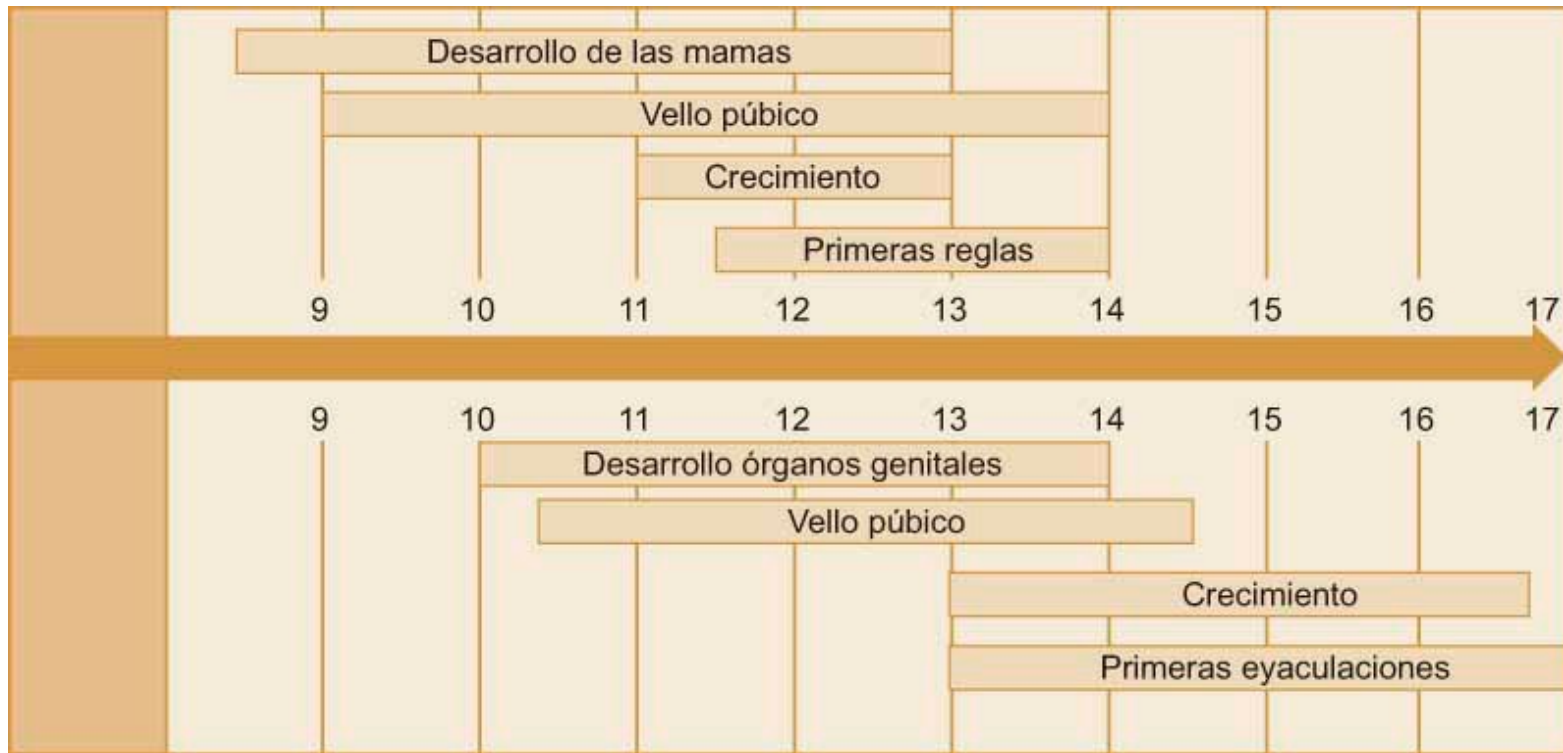 Desarrollo de las mamas
Vello púbico
Crecimiento
Primeras reglas
9 10 11 12 13 14 15 16 17
9 10 11 12 13 14 15 16 17
Desarrollo órganos genitales
Vello púbico
Crecimiento
Primeras eyaculaciones